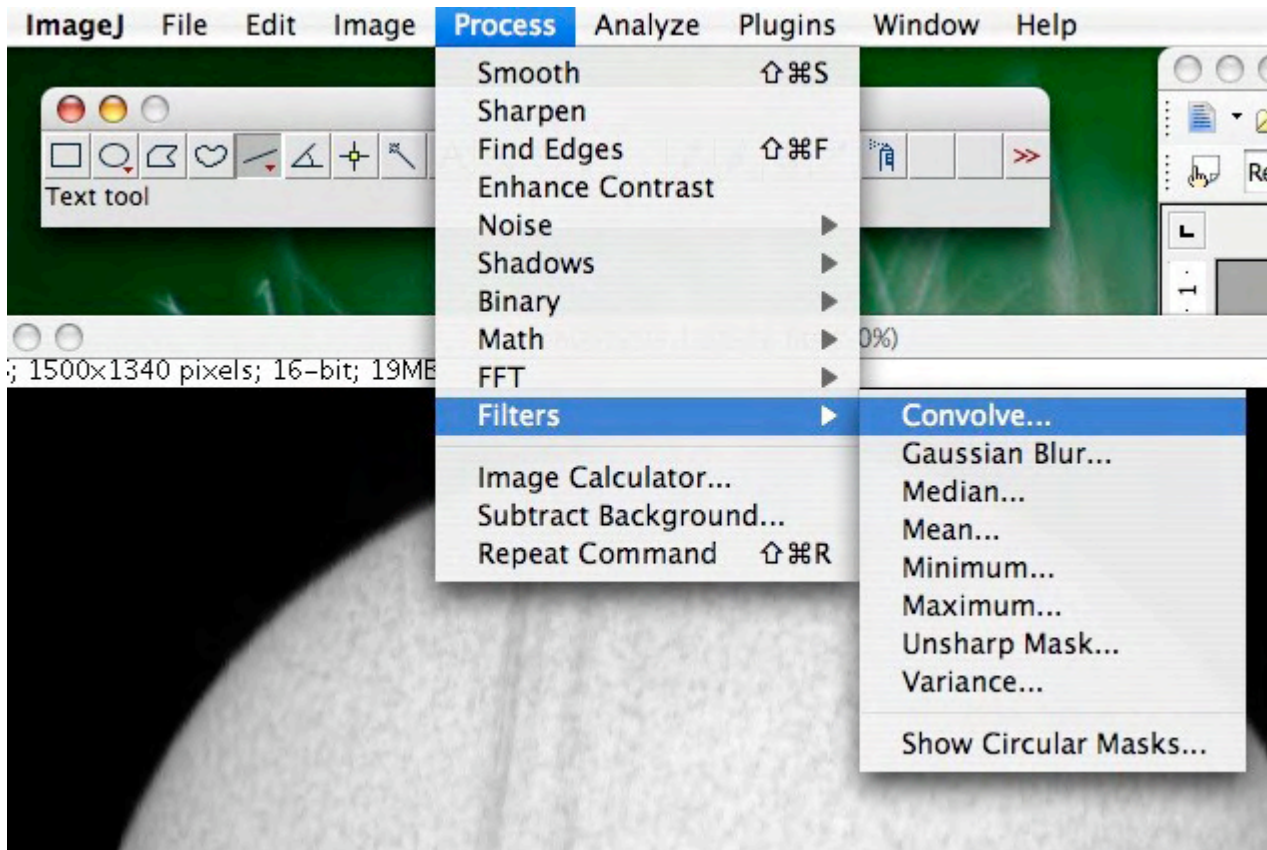 ImageJ File Edit Image Process Analyze Plugins Window Help
Smooth ⇧⌘S
Sharpen
Find Edges ⇧⌘F
Enhance Contrast
Noise
Shadows
Binary
Math
FFT
Filters
Image Calculator...
Subtract Background...
Repeat Command ⇧⌘R
Convolve...
Gaussian Blur...
Median...
Mean...
Minimum...
Maximum...
Unsharp Mask...
Variance...
Show Circular Masks...
>>
Text tool
Re
L
1
0%)
; 1500x1340 pixels; 16-bit; 19MB